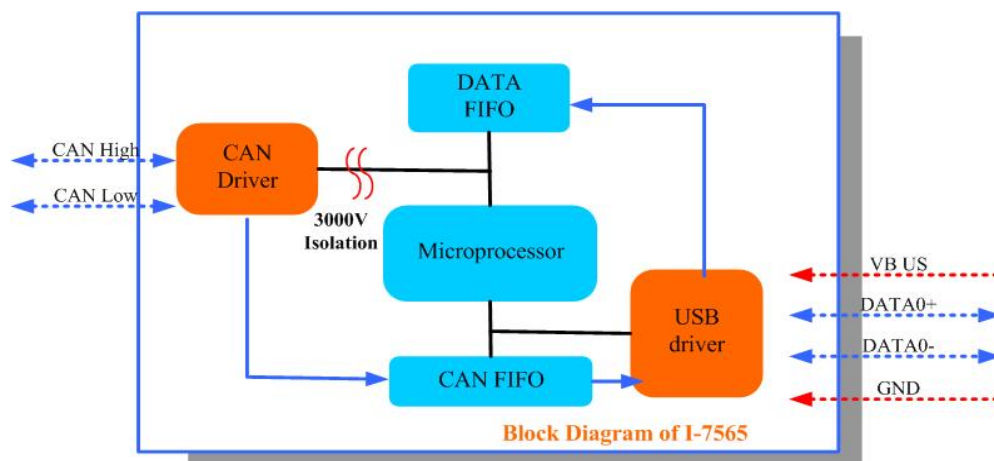 DATA
FIFO
CAN High
CAN
Driver
CAN Low
3000V
Isolation
Microprocessor
VB US
DATA0+
USB
driver
DATA0-
CAN FIFO
GND
Block Diagram of I-7565